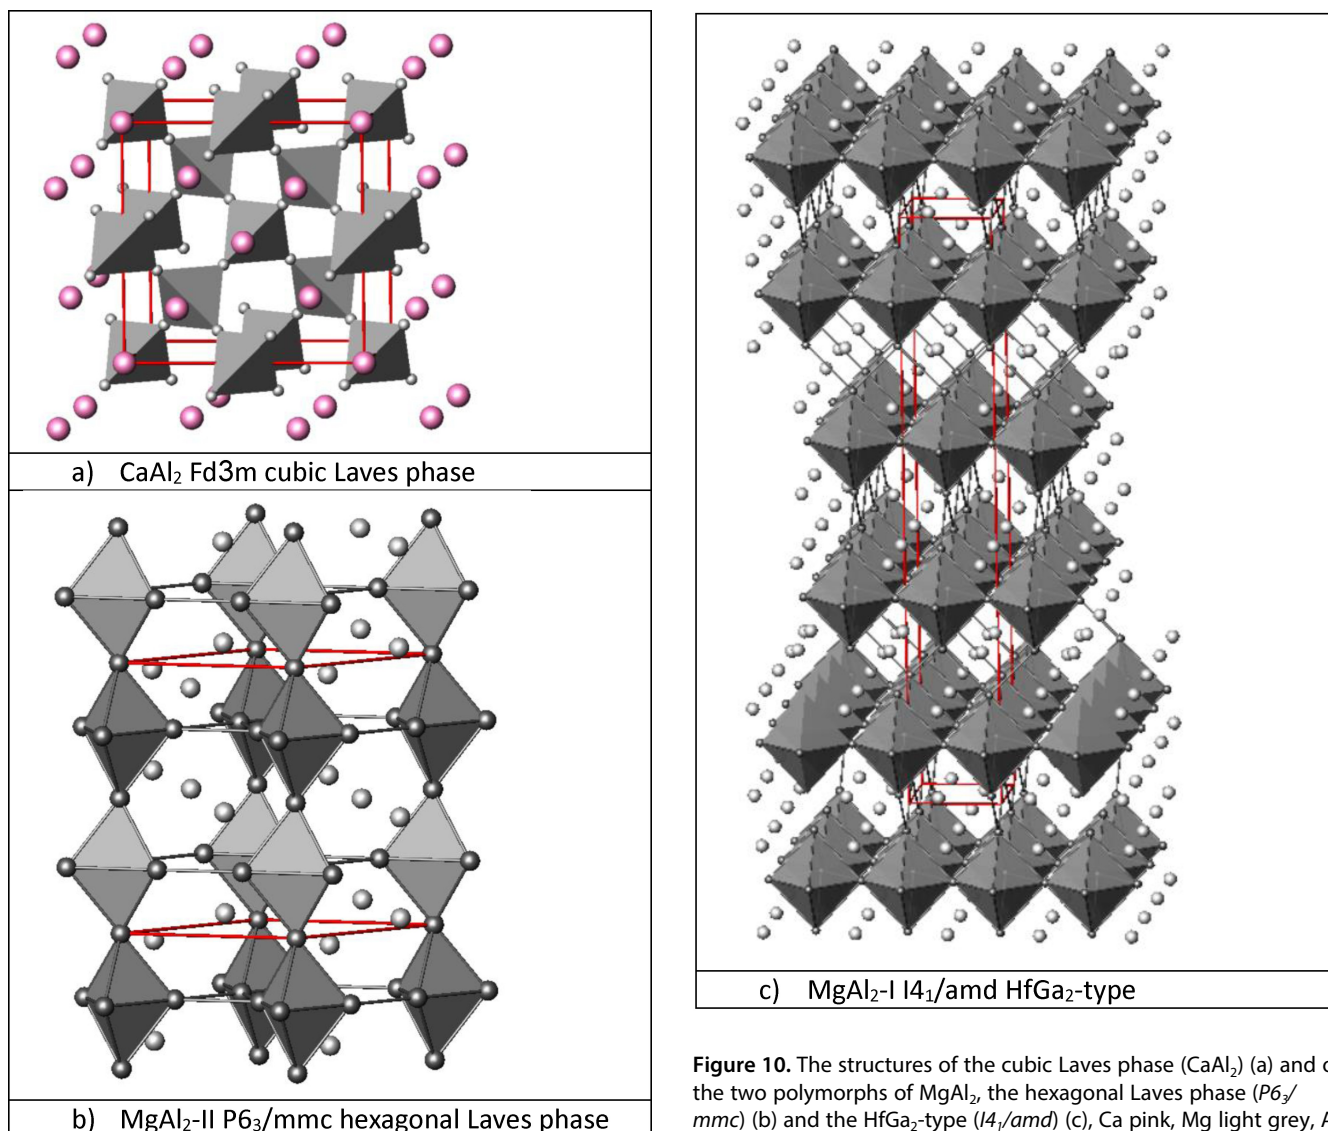 a) CaAl₂ Fd3m cubic Laves phase
b) MgAl₂-II P6₃/mmc hexagonal Laves phase
c) MgAl₂-I I4₁/amd HfGa₂-type
Figure 10. The structures of the cubic Laves phase (CaAl₂) (a) and
the two polymorphs of MgAl₂, the hexagonal Laves phase (P6₃/
mmc) (b) and the HfGa₂-type (I4₁/amd) (c), Ca pink, Mg light grey,